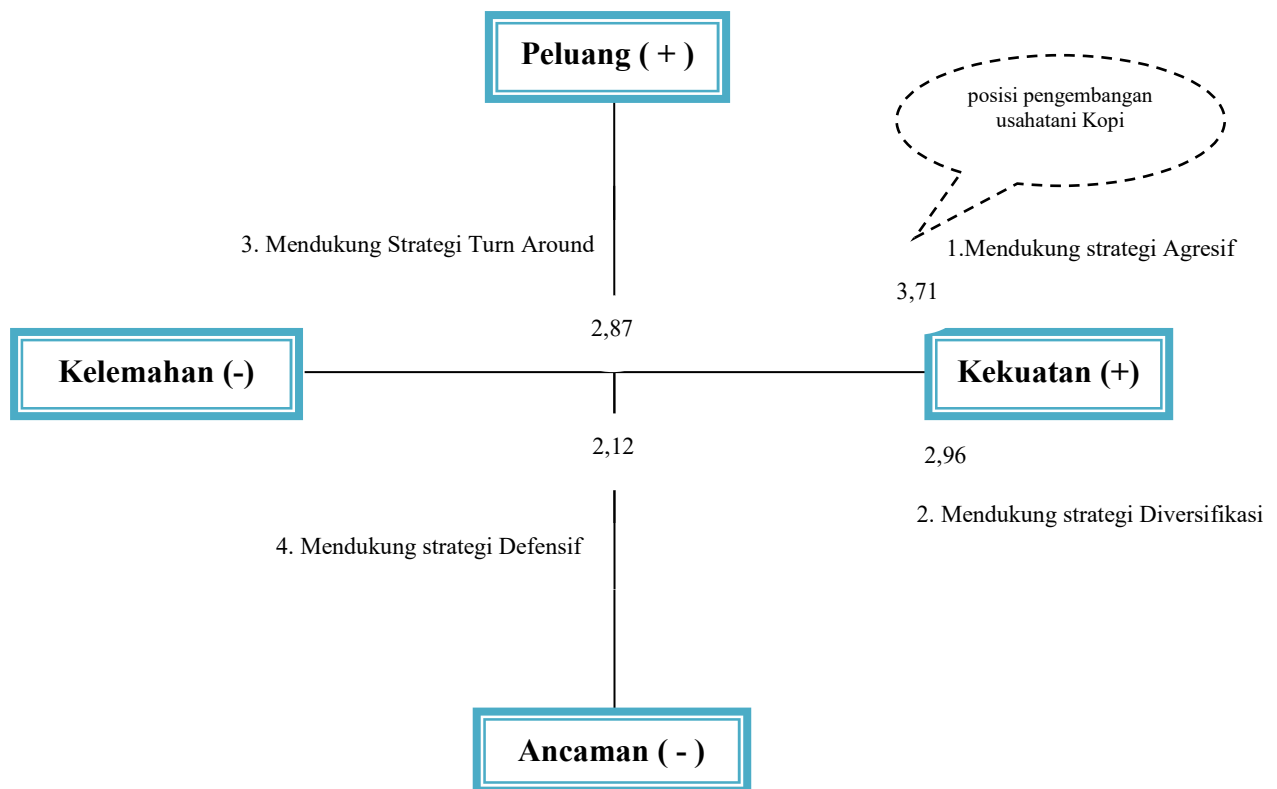 Peluang ( + )
posisi pengembangan
usahatani Kopi
3. Mendukung Strategi Turn Around
1.Mendukung strategi Agresif
3,71
2,87
Kelemahan (-)
Kekuatan (+)
2,12
2,96
2. Mendukung strategi Diversifikasi
4. Mendukung strategi Defensif
Ancaman ( - )